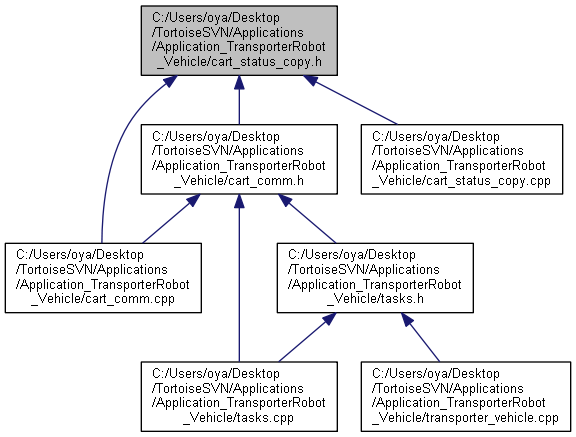 C:/Users/oya/Desktop
/TortoiseSVN/Applications
/Application_TransporterRobot
_Vehicle/cart_status_copy.h
C:/Users/oya/Desktop
/TortoiseSVN/Applications
/Application_TransporterRobot
_Vehicle/cart_comm.h
C:/Users/oya/Desktop
/TortoiseSVN/Applications
/Application_TransporterRobot
_Vehicle/cart_status_copy.cpp
C:/Users/oya/Desktop
/TortoiseSVN/Applications
/Application_TransporterRobot
_Vehicle/cart_comm.cpp
C:/Users/oya/Desktop
/TortoiseSVN/Applications
/Application_TransporterRobot
_Vehicle/tasks.h
C:/Users/oya/Desktop
/TortoiseSVN/Applications
/Application_TransporterRobot
_Vehicle/tasks.cpp
C:/Users/oya/Desktop
/TortoiseSVN/Applications
/Application_TransporterRobot
_Vehicle/transporter_vehicle.cpp